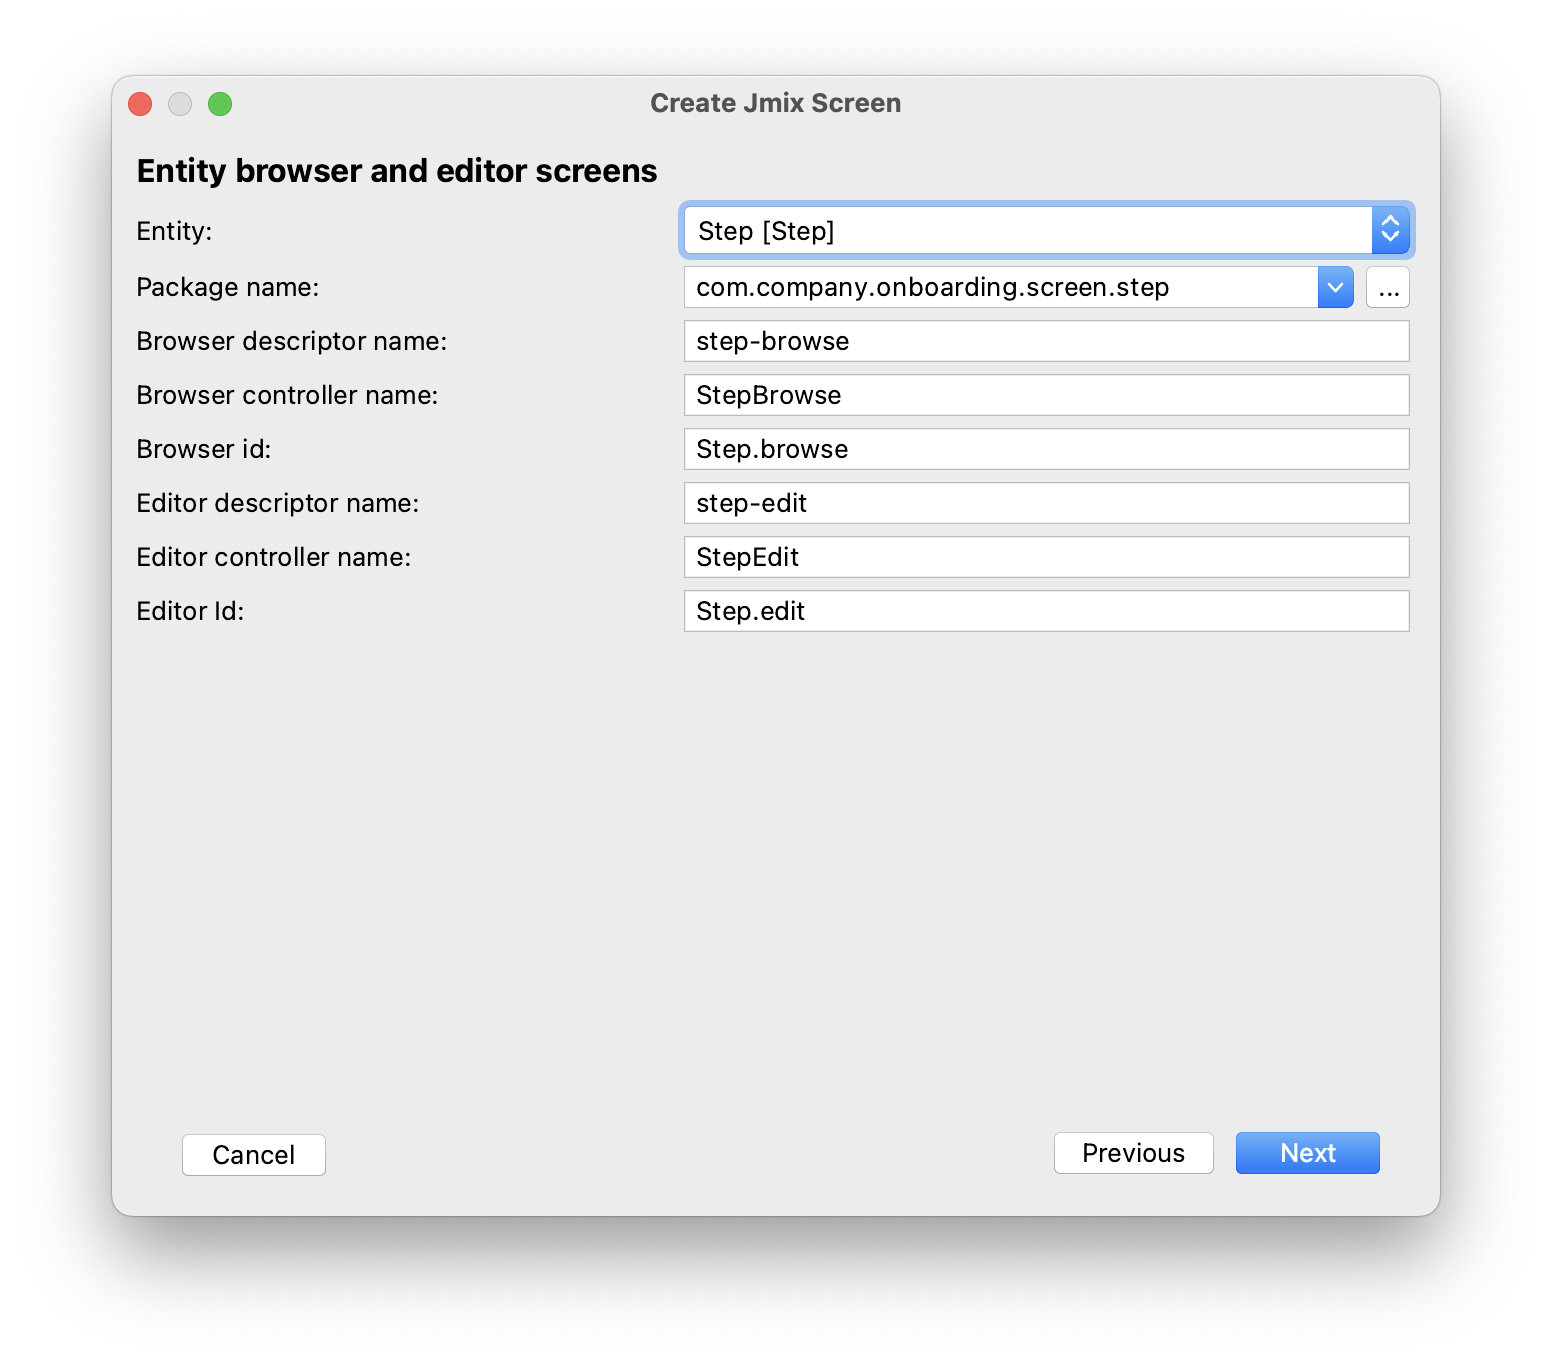 Create Jmix Screen
Entity browser and editor screens
Entity: Step [Step]
Package name: com.company.onboarding.screen.step ...
Browser descriptor name: step-browse
Browser controller name: StepBrowse
Browser id: Step.browse
Editor descriptor name: step-edit
Editor controller name: StepEdit
Editor Id: Step.edit
Cancel Previous Next